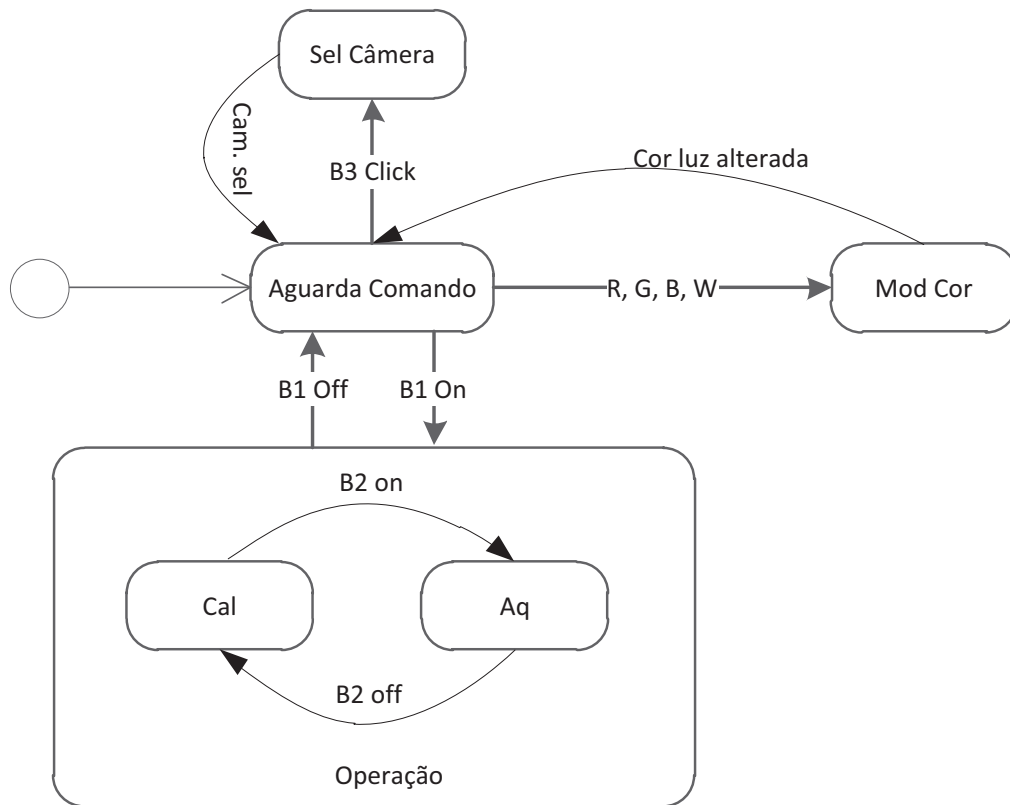 Sel Câmera
Cam. sel
B3 Click
Cor luz alterada
Aguarda Comando
R, G, B, W
Mod Cor
B1 Off
B1 On
B2 on
Cal
Aq
B2 off
Operação